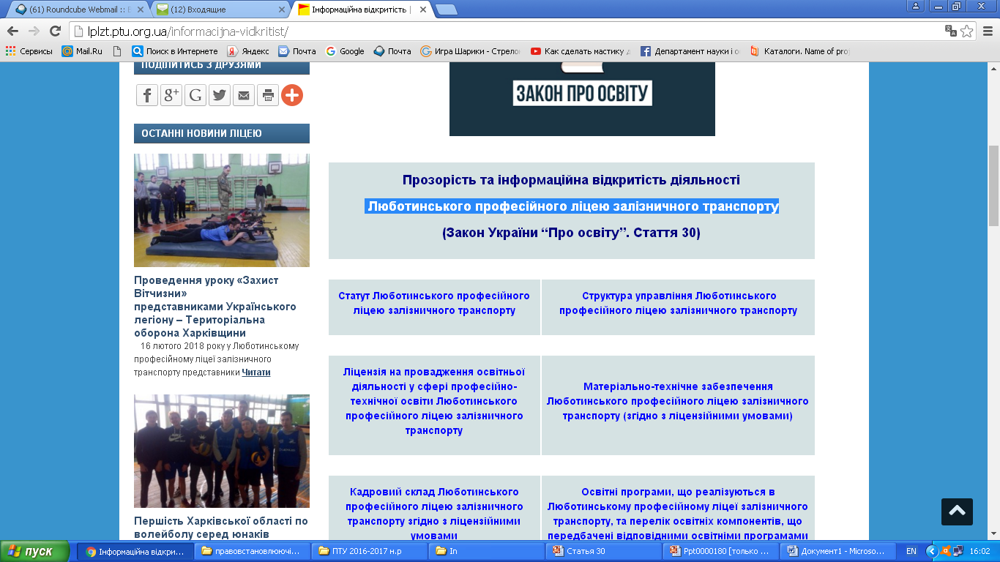 (61) Roundcube Webmail :: В
(12) Входящие
Інформаційна відкритість |
lplzt.ptu.org.ua/informacijna-vidkritist/
Сервисы
Mail.Ru
Поиск в Интернете
Яндекс
Почта
Google
Почта
Игра Шарики - Стрело
Как сделать мастику д
Департамент науки і о
Каталоги. Name of pro
ПОДІЛИТИСЬ З ДРУЗЯМИ
ОСТАННІ НОВИНИ ЛІЦЕЮ
Проведення уроку «Захист
Вітчизни»
представниками Українського
легіону – Територіальна
оборона Харківщини
16 лютого 2018 року у Люботинському
професійному ліцеї залізничного
транспорту представники Читати
Першість Харківської області по
волейболу серед юнаків
ЗАКОН ПРО ОСВІТУ
Прозорість та інформаційна відкритість діяльності
Люботинського професійного ліцею залізничного транспорту
(Закон України “Про освіту”. Стаття 30)
Статут Люботинського професійного
ліцею залізничного транспорту
Структура управління Люботинського
професійного ліцею залізничного транспорту
Ліцензія на провадження освітньої
діяльності у сфері професійно-
технічної освіти Люботинського
професійного ліцею залізничного
транспорту
Матеріально-технічне забезпечення
Люботинського професійного ліцею залізничного
транспорту (згідно з ліцензійними умовами)
Кадровий склад Люботинського
професійного ліцею залізничного
транспорту згідно з ліцензійними
умовами
Освітні програми, що реалізуються в
Люботинському професійному ліцеї залізничного
транспорту, та перелік освітніх компонентів, що
передбачені відповідними освітніми програмами
пуск
Інформаційна відкри...
правовстановлюючі...
ПТУ 2016-2017 н.р
In
Статья 30
Ppt0000180 [только ...
Документ1 - Microso...
EN
16:02